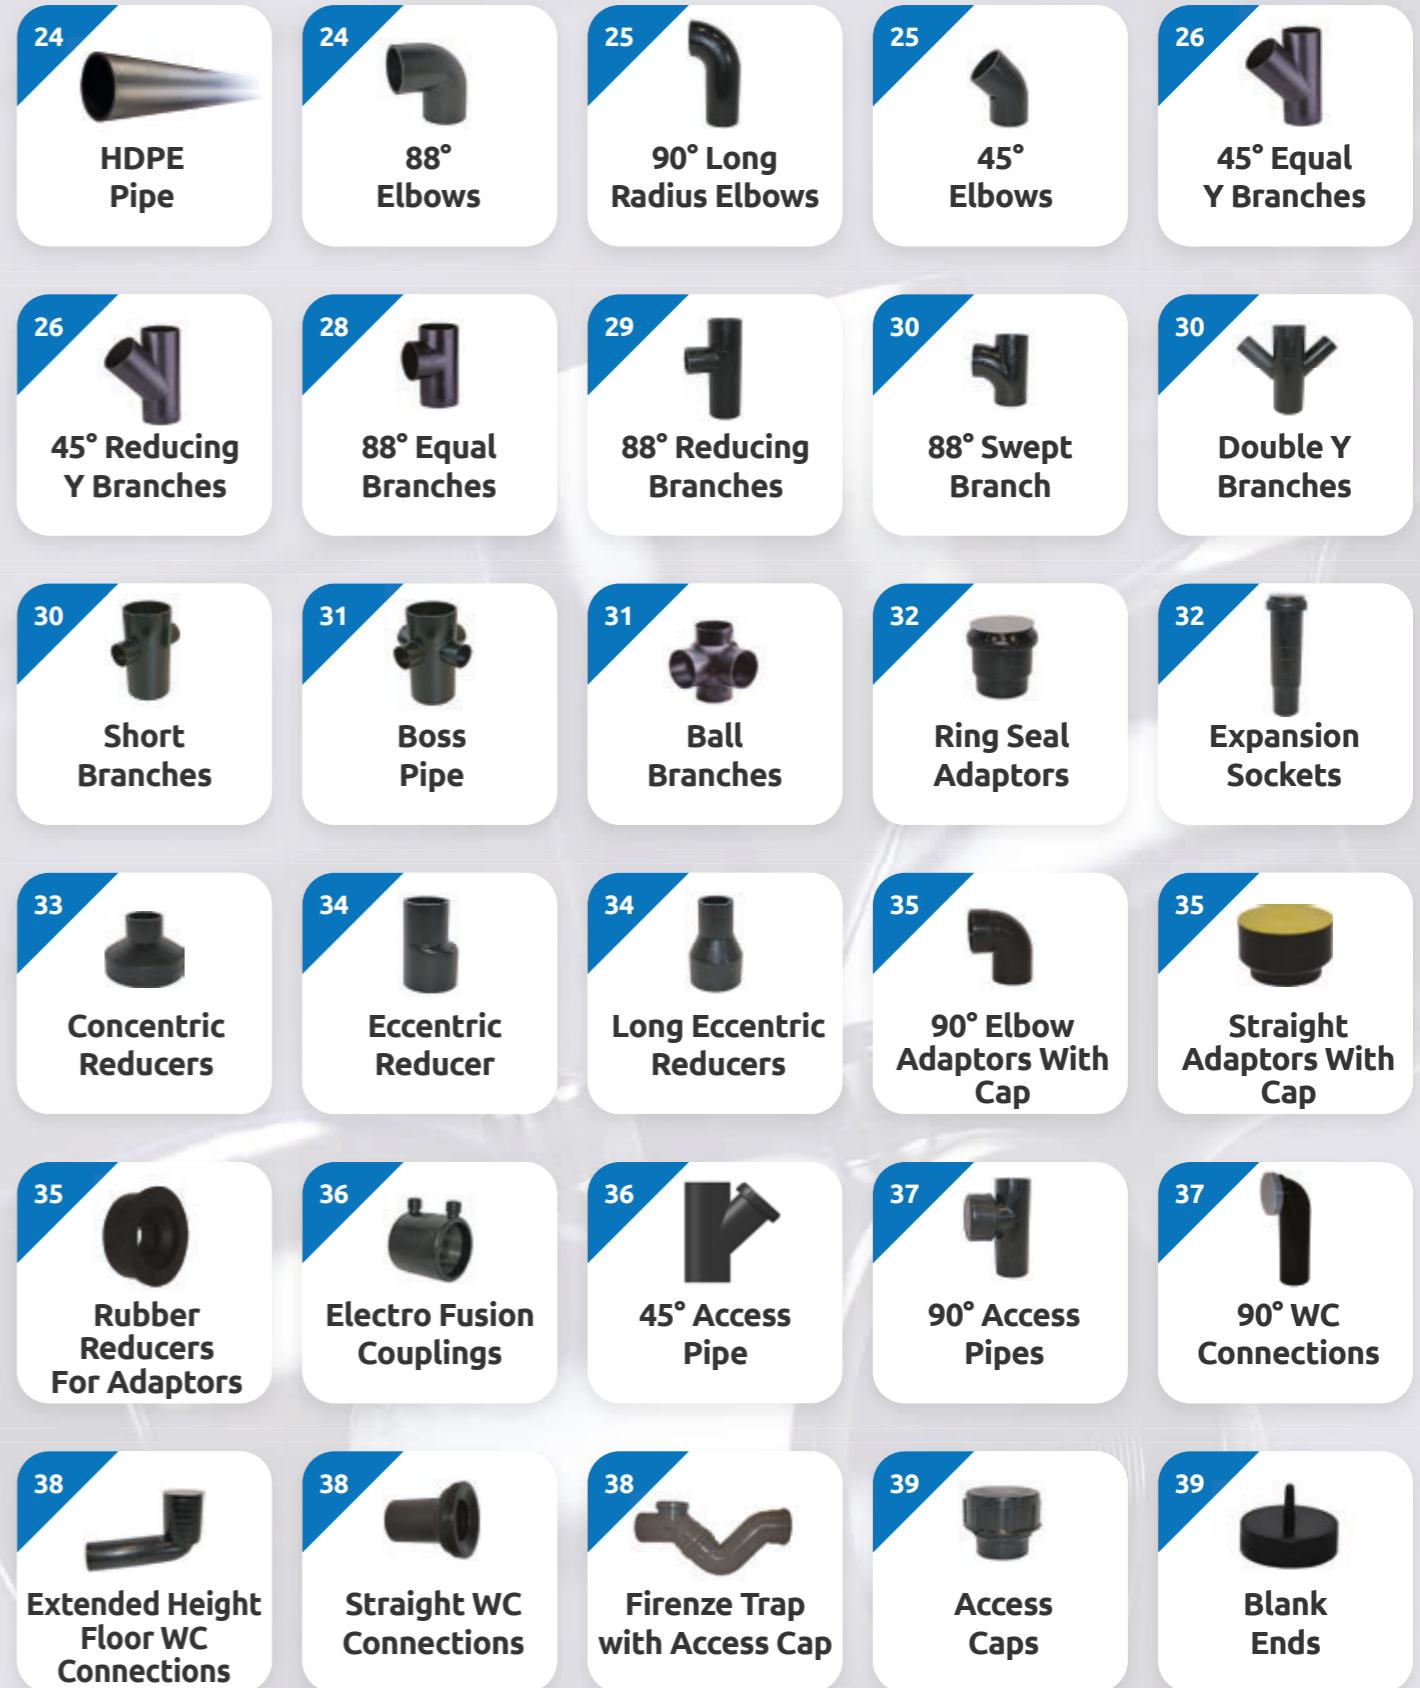 24
HDPE
Pipe
24
88°
Elbows
25
90° Long
Radius Elbows
25
45°
Elbows
26
45° Equal
Y Branches
26
45° Reducing
Y Branches
28
88° Equal
Branches
29
88° Reducing
Branches
30
88° Swept
Branch
30
Double Y
Branches
30
Short
Branches
31
Boss
Pipe
31
Ball
Branches
32
Ring Seal
Adaptors
32
Expansion
Sockets
33
Concentric
Reducers
34
Eccentric
Reducer
34
Long Eccentric
Reducers
35
90° Elbow
Adaptors With
Cap
35
Straight
Adaptors With
Cap
35
Rubber
Reducers
For Adaptors
36
Electro Fusion
Couplings
36
45° Access
Pipe
37
90° Access
Pipes
37
90° WC
Connections
38
Extended Height
Floor WC
Connections
38
Straight WC
Connections
38
Firenze Trap
with Access Cap
39
Access
Caps
39
Blank
Ends